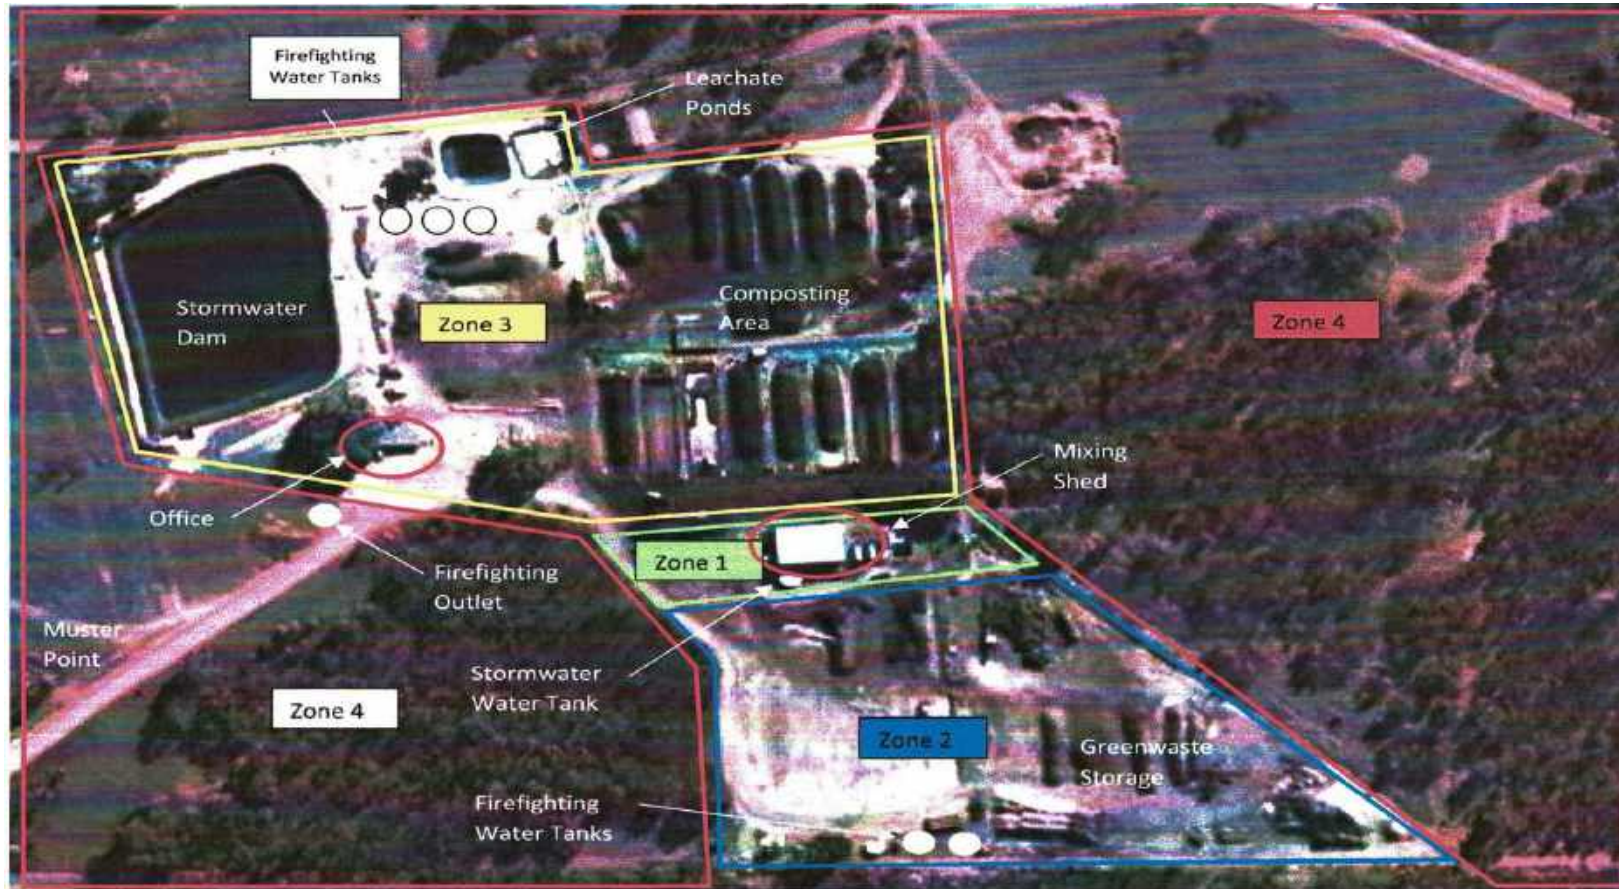 Firefighting
Water Tanks
Leachate
Ponds
Stormwater
Dam
Zone 3
Composting
Area
Zone 4
Mixing
Shed
Office
Zone 1
Firefighting
Outlet
Muster
Point
Stormwater
Water Tank
Zone 4
Zone 2
Greenwaste
Storage
Firefighting
Water Tanks